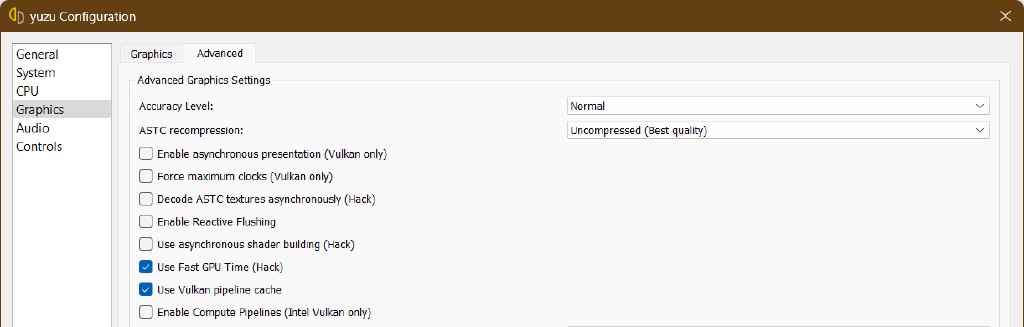 yuzu Configuration
General
System
CPU
Graphics
Audio
Controls
Graphics
Advanced
Advanced Graphics Settings
Accuracy Level:
Normal
ASTC recompression:
Uncompressed (Best quality)
Enable asynchronous presentation (Vulkan only)
Force maximum clocks (Vulkan only)
Decode ASTC textures asynchronously (Hack)
Enable Reactive Flushing
Use asynchronous shader building (Hack)
Use Fast GPU Time (Hack)
Use Vulkan pipeline cache
Enable Compute Pipelines (Intel Vulkan only)